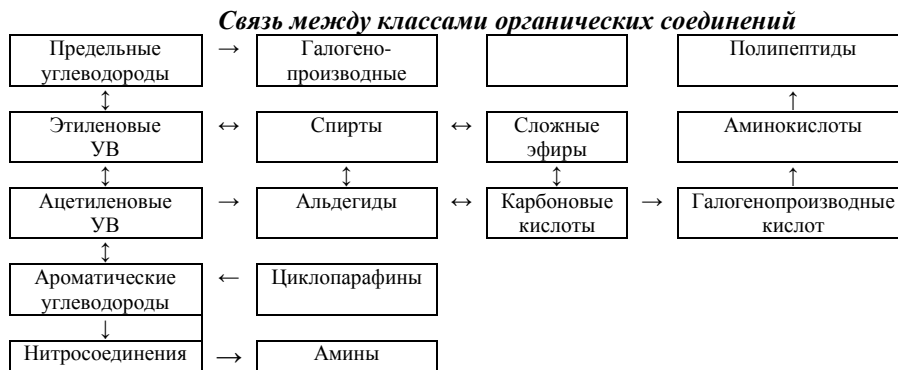 Связь между классами органических соединений
Предельные → Галогено- Полипептиды
углеводороды производные
↕ ↑
Этиленовые ↔ Спирты ↔ Сложные Аминокислоты
УВ эфиры
↕ ↕ ↕ ↑
Ацетиленовые → Альдегиды ↔ Карбоновые → Галогенопроизводные
УВ кислоты кислот
↕
Ароматические ← Циклопарафины
углеводороды
↓
Нитросоединения → Амины